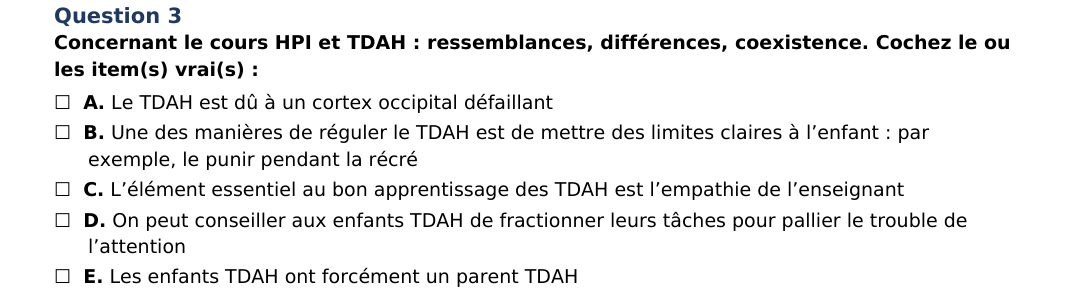 Question 3
Concernant le cours HPI et TDAH : ressemblances, différences, coexistence. Cochez le ou
les item(s) vrai(s) :
☐ A. Le TDAH est dû à un cortex occipital défaillant
☐ B. Une des manières de réguler le TDAH est de mettre des limites claires à l’enfant : par
exemple, le punir pendant la récré
☐ C. L’élément essentiel au bon apprentissage des TDAH est l’empathie de l’enseignant
☐ D. On peut conseiller aux enfants TDAH de fractionner leurs tâches pour pallier le trouble de
l’attention
☐ E. Les enfants TDAH ont forcément un parent TDAH